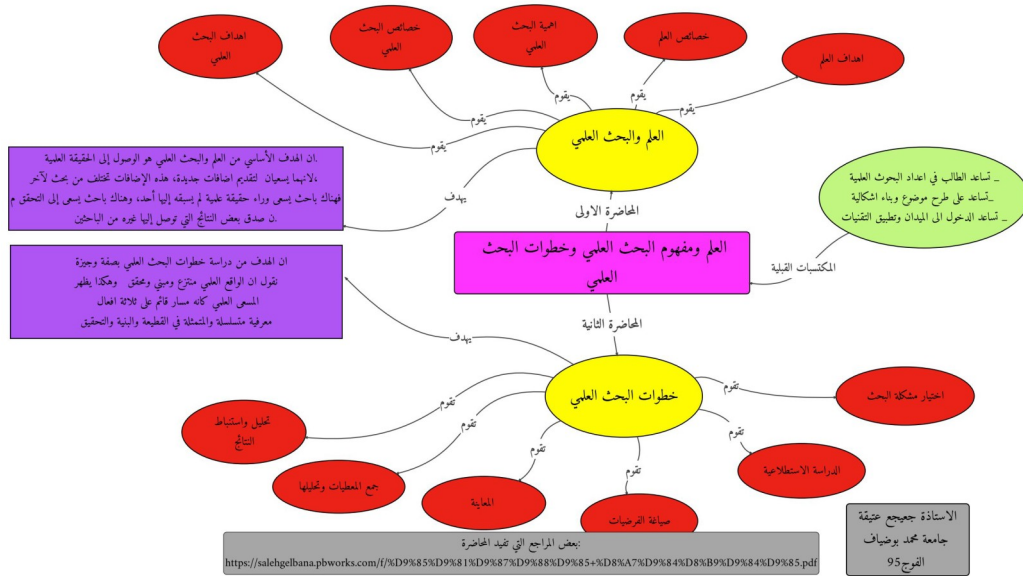 اهداف البحث
العلمي
خصائص البحث
العلمي
اهمية البحث
العلمي
خصائص العلم
اهداف العلم
يقوم
يقوم
يقوم
يقوم
يقوم
العلم والبحث العلمي
.ان الهدف الأساسي من العلم والبحث العلمي هو الوصول إلى الحقيقة العلمية
،لانهما يسعيان لتقديم اضافات جديدة، هذه الإضافات تختلف من بحث لآخر
فهناك باحث يسعى وراء حقيقة علمية لم يسبقه إليها أحد، وهناك باحث يسعى إلى التحقق م
.ن صدق بعض النتائج التي توصل إليها غيره من الباحثين
يهدف
المحاضرة الاولى
_ تساعد الطالب في اعداد البحوث العلمية
_تساعد على طرح موضوع وبناء اشكالية
_ تساعد الدخول الى الميدان وتطبيق التقنيات
العلم ومفهوم البحث العلمي وخطوات البحث
العلمي
المكتسبات القبلية
ان الهدف من دراسة خطوات البحث العلمي بصفة وجيزة
نقول ان الواقع العلمي منتزع ومبني ومحقق وهكذا يظهر
المسعى العلمي كانه مسار قائم على ثلاثة افعال
معرفية متسلسلة والمتمثلة في القطيعة والبنية والتحقيق
المحاضرة الثانية
يهدف
خطوات البحث العلمي
تقوم
تقوم
تقوم
تقوم
تقوم
تقوم
اختيار مشكلة البحث
الدراسة الاستطلاعية
صياغة الفرضيات
المعاينة
جمع المعطيات وتحليلها
تحليل واستنباط
النتائج
الاستاذة جعيجع عتيقة
جامعة محمد بوضياف
الفوج95
بعض المراجع التي تفيد المحاضرة:
https://salehgelbana.pbworks.com/f/%D9%85%D9%81%D9%87%D9%88%D9%85+%D8%A7%D9%84%D8%B9%D9%84%D9%85.pdf